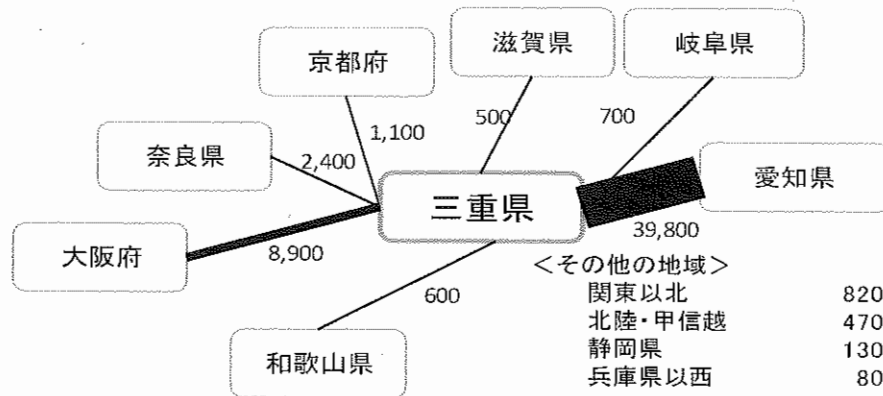 滋賀県
岐阜県
京都府
500
700
1,100
奈良県
2,400
三重県
愛知県
大阪府
8,900
39,800
600
和歌山県
＜その他の地域＞
関東以北 820
北陸・甲信越 470
静岡県 130
兵庫県以西 80